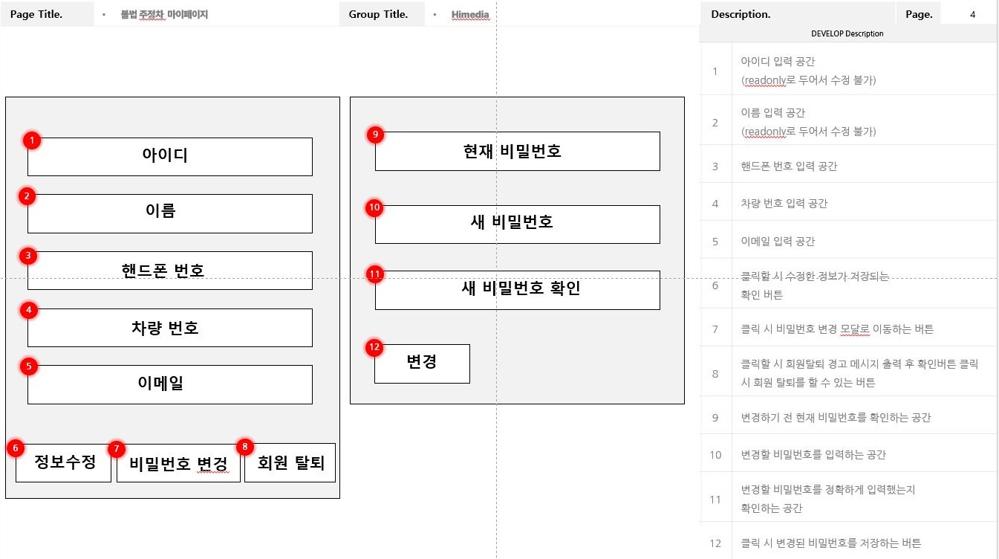 Page Title.
• 불법 주정차 마이페이지
Group Title.
• Himedia
Description.
Page.
4
DEVELOP Description
1
아이디
2
이름
3
핸드폰 번호
4
차량 번호
5
이메일
6
정보수정
7
비밀번호 변겅
8
회원 탈퇴
9
현재 비밀번호
10
새 비밀번호
11
새 비밀번호 확인
12
변경
1
아이디 입력 공간
(readonly로 두어서 수정 불가)
2
이름 입력 공간
(readonly로 두어서 수정 불가)
3
핸드폰 번호 입력 공간
4
차량 번호 입력 공간
5
이메일 입력 공간
6
클릭할 시 수정한 정보가 저장되는
확인 버튼
7
클릭 시 비밀번호 변경 모달로 이동하는 버튼
8
클릭할 시 회원탈퇴 경고 메시지 출력 후 확인버튼 클릭
시 회원 탈퇴를 할 수 있는 버튼
9
변경하기 전 현재 비밀번호를 확인하는 공간
10
변경할 비밀번호를 입력하는 공간
11
변경할 비밀번호를 정확하게 입력했는지
확인하는 공간
12
클릭 시 변경된 비밀번호를 저장하는 버튼